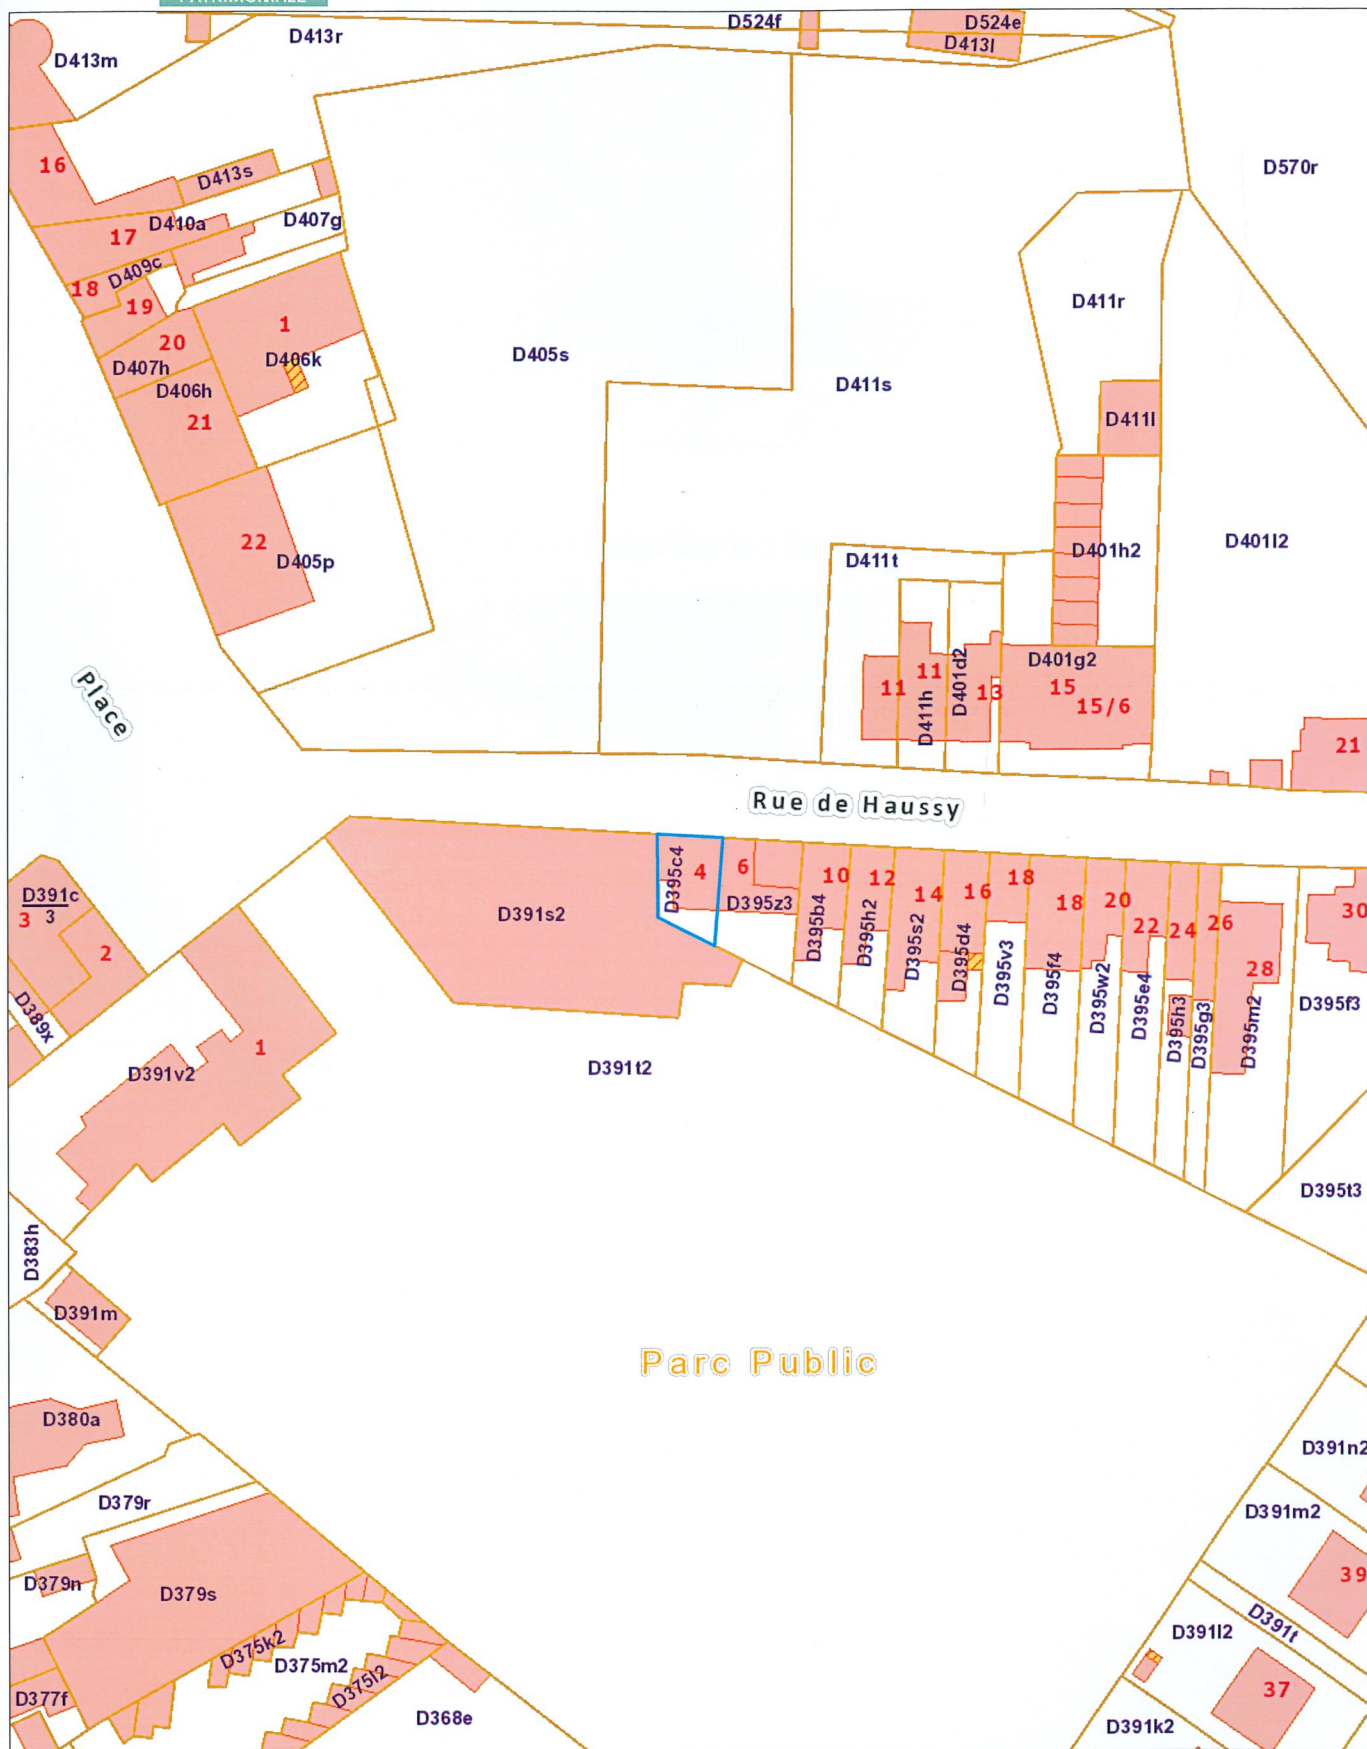 PATRIMONIALE
D524f
D524e
D413r
D413l
D413m
16
D413s
D570r
D410a
D407g
17
D409c
18
19
1
D411r
20
D406k
D405s
D407h
D411s
D406h
21
D411l
22
D405p
D401h2
D401l2
D411t
D401g2
11
11
D411h
D401d2
13
15
15/6
Place
21
Rue de Haussy
D391c
3
3
2
D391s2
D395c4
4
6
D395z3
10
D395b4
12
D395h2
14
D395s2
16
D395d4
18
D395v3
18
D395f4
20
D395w2
22
D395e4
24
D395h3
26
D395g3
28
D395m2
30
D395f3
D389x
1
D391v2
D391t2
D395t3
D383h
D391m
Parc Public
D380a
D391n2
D379r
D391m2
39
D379n
D379s
D391t
D391l2
D375k2
D375m2
D375l2
37
D377f
D368e
D391k2